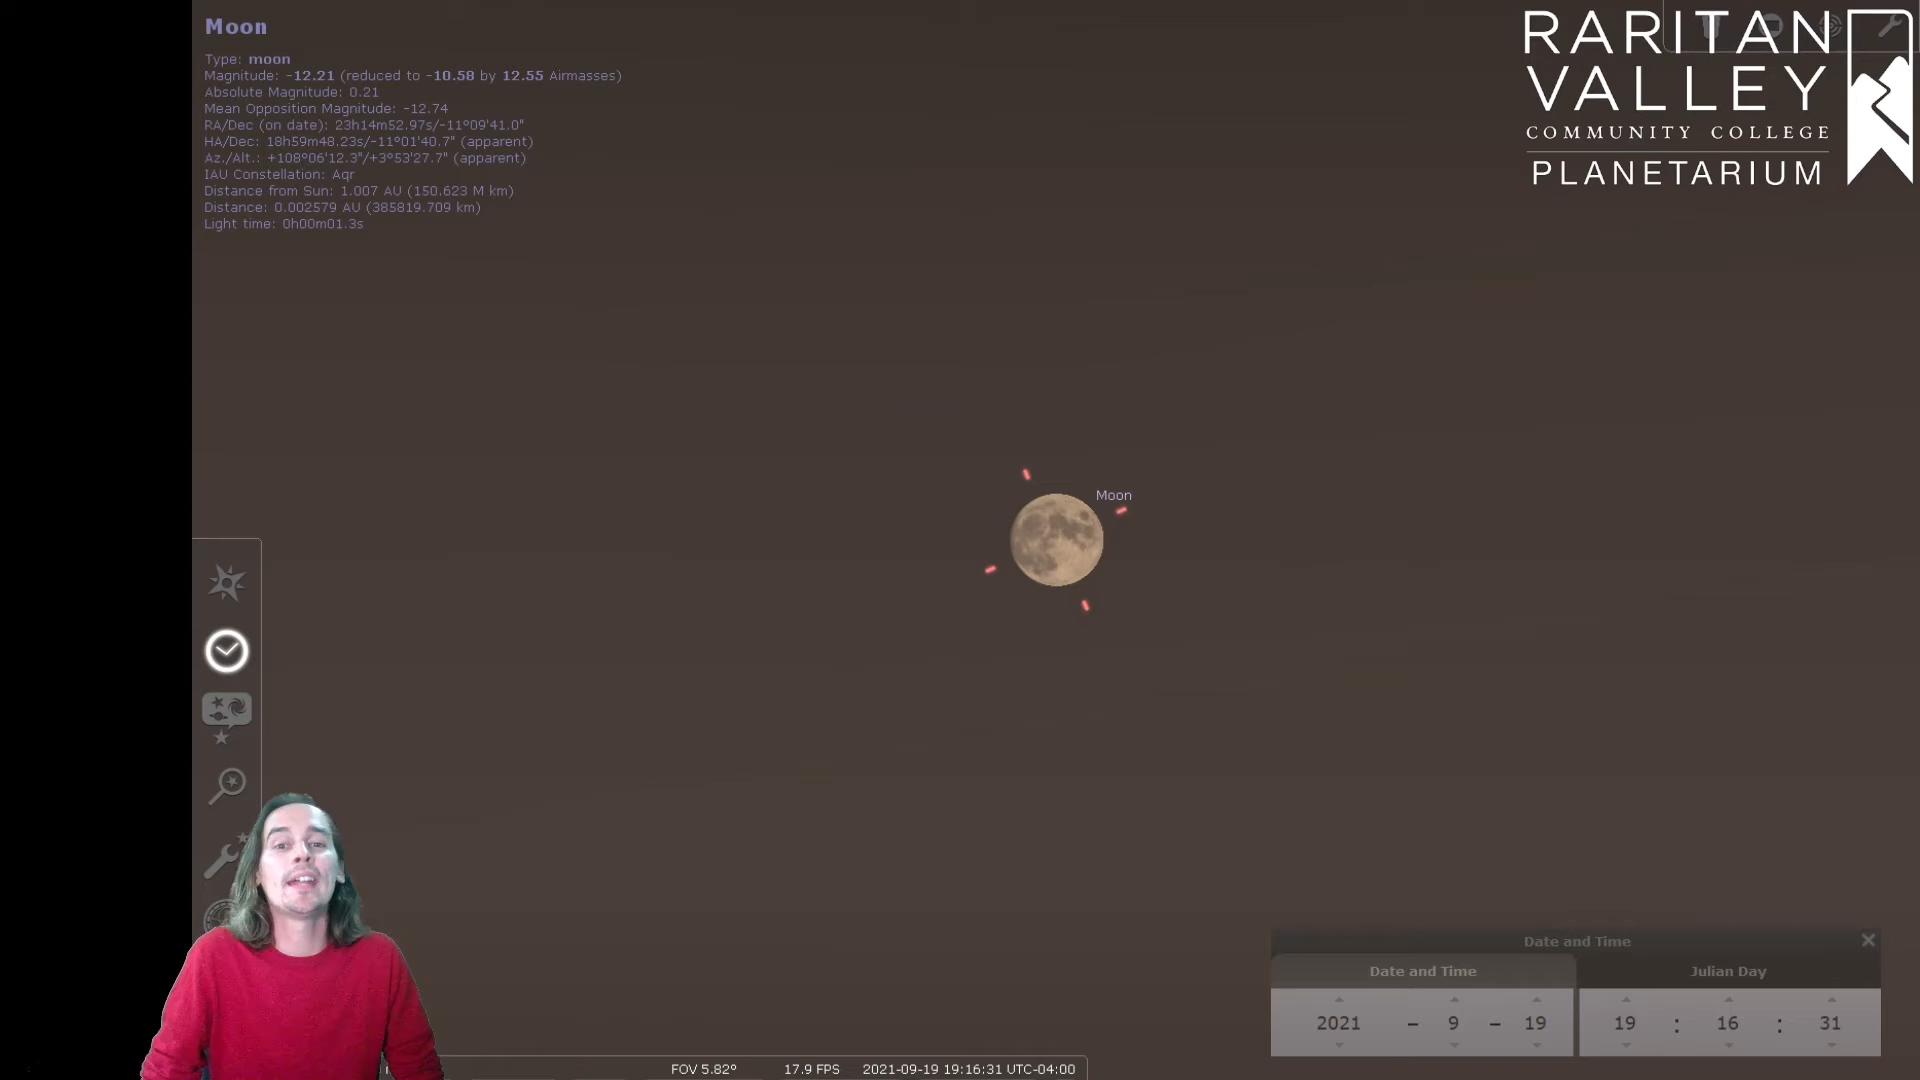 Moon
Type: moon
Magnitude: -12.21 (reduced to -10.58 by 12.55 Airmasses)
Absolute Magnitude: 0.21
Mean Opposition Magnitude: -12.74
RA/Dec (on date): 23h14m52.97s/-11°09'41.0"
HA/Dec: 18h59m48.23s/-11°01'40.7" (apparent)
Az./Alt.: +108°06'12.3"/+3°53'27.7" (apparent)
IAU Constellation: Aqr
Distance from Sun: 1.007 AU (150.623 M km)
Distance: 0.002579 AU (385819.709 km)
Light time: 0h00m01.3s
RARITAN
VALLEY
COMMUNITY COLLEGE
PLANETARIUM
Moon
Date and Time
Date and Time Julian Day
2021 - 9 - 19 19 : 16 : 31
FOV 5.82° 17.9 FPS 2021-09-19 19:16:31 UTC-04:00